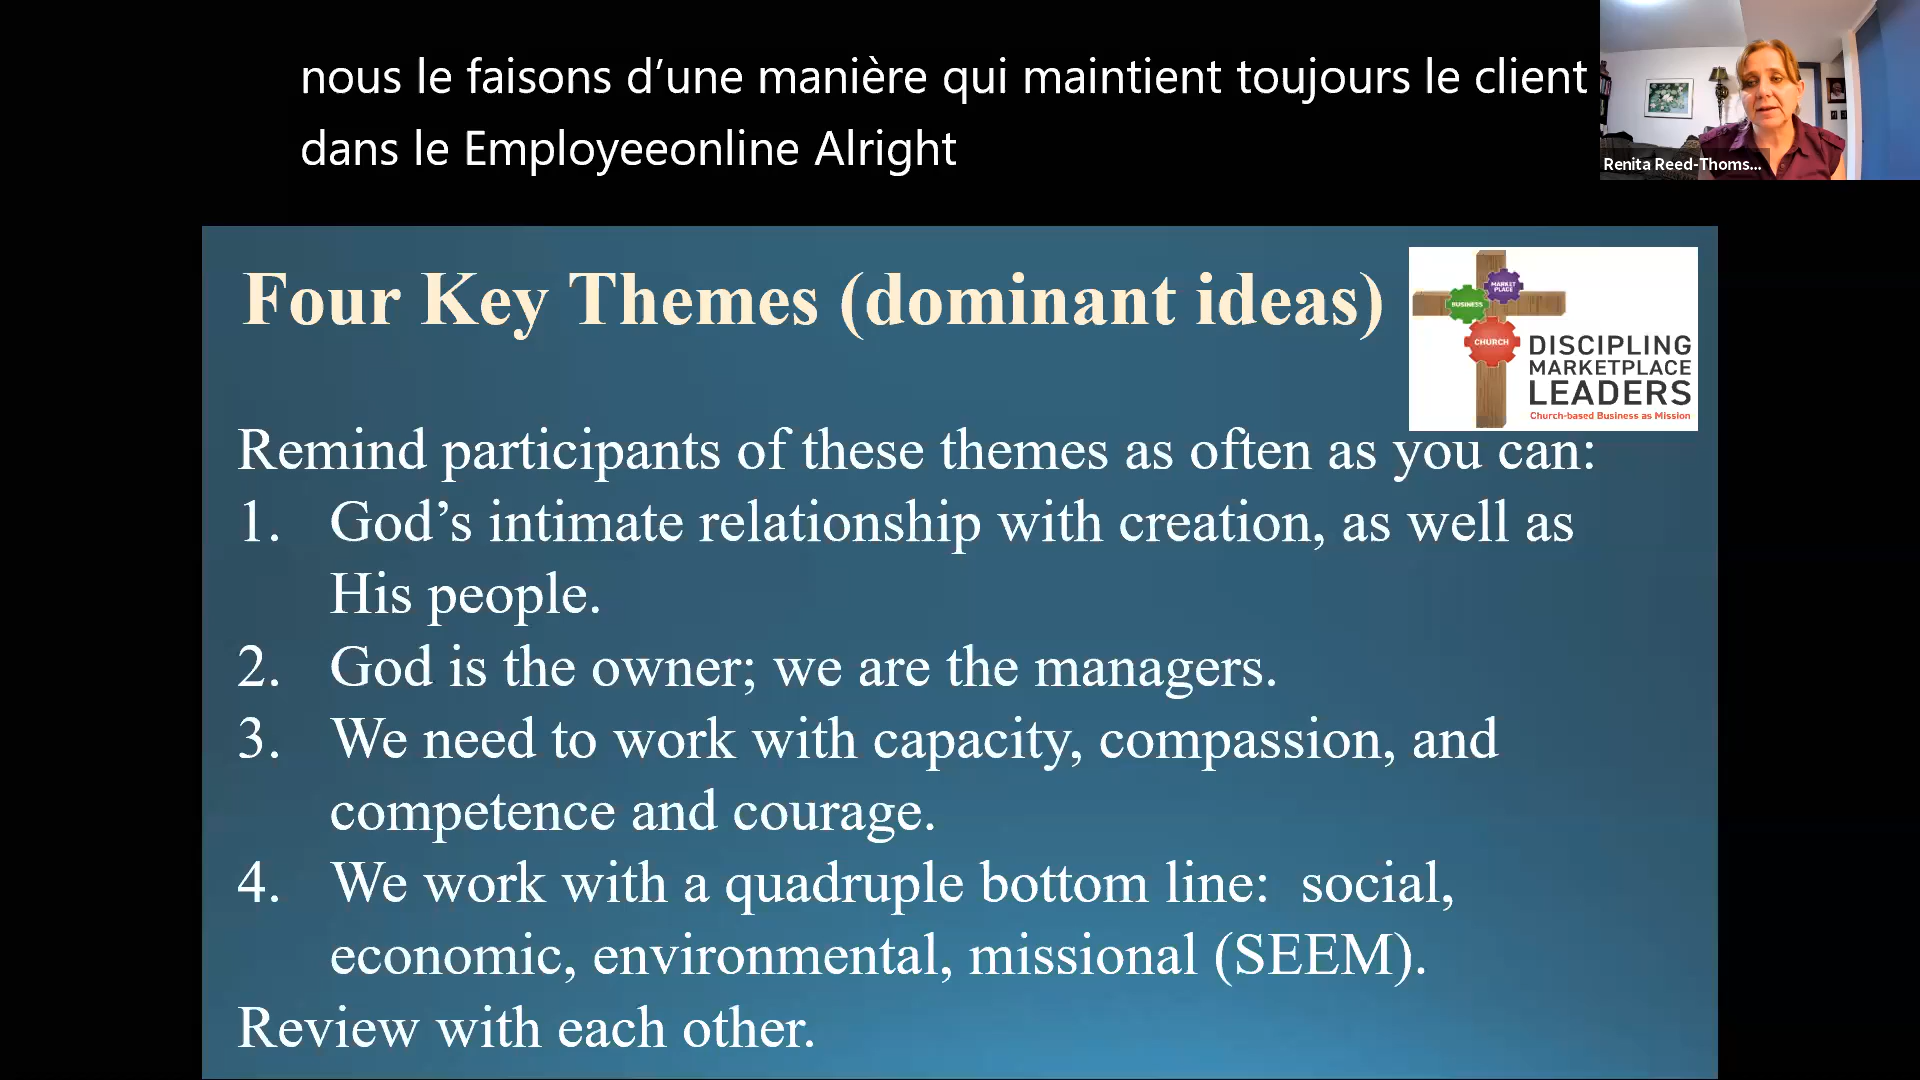 nous le faisons d’une manière qui maintient toujours le client
dans le Employeeonline Alright
Renita Reed-Thoms...
Four Key Themes (dominant ideas)
MARKET
PLACE
BUSINESS
CHURCH
DISCIPLING
MARKETPLACE
LEADERS
Church-based Business as Mission
Remind participants of these themes as often as you can:
1. God’s intimate relationship with creation, as well as
His people.
2. God is the owner; we are the managers.
3. We need to work with capacity, compassion, and
competence and courage.
4. We work with a quadruple bottom line:  social,
economic, environmental, missional (SEEM).
Review with each other.